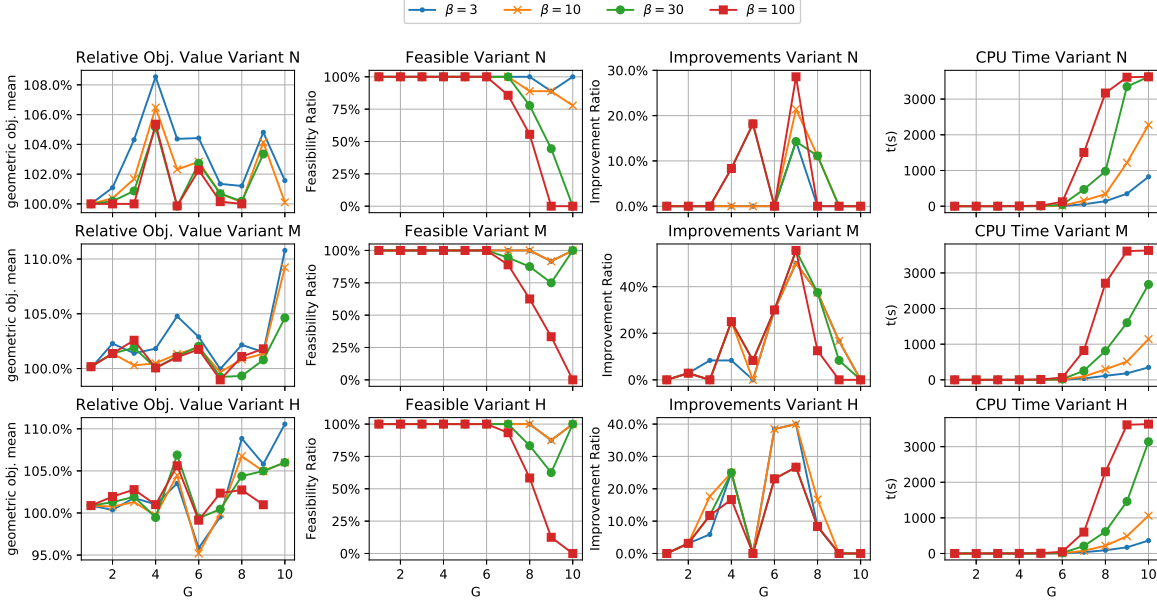 β = 3 β = 10 β = 30 β = 100
Relative Obj. Value Variant N Feasible Variant N Improvements Variant N CPU Time Variant N
geometric obj. mean
108.0%
106.0%
104.0%
102.0%
100.0%
Feasibility Ratio
100%
75%
50%
25%
0%
Improvement Ratio
30.0%
20.0%
10.0%
0.0%
t(s)
3000
2000
1000
0
Relative Obj. Value Variant M Feasible Variant M Improvements Variant M CPU Time Variant M
geometric obj. mean
110.0%
105.0%
100.0%
Feasibility Ratio
100%
75%
50%
25%
0%
Improvement Ratio
40%
20%
0%
t(s)
3000
2000
1000
0
Relative Obj. Value Variant H Feasible Variant H Improvements Variant H CPU Time Variant H
geometric obj. mean
110.0%
105.0%
100.0%
95.0%
Feasibility Ratio
100%
75%
50%
25%
0%
Improvement Ratio
40.0%
30.0%
20.0%
10.0%
0.0%
t(s)
3000
2000
1000
0
2 4 6 8 10 2 4 6 8 10 2 4 6 8 10 2 4 6 8 10
G G G G